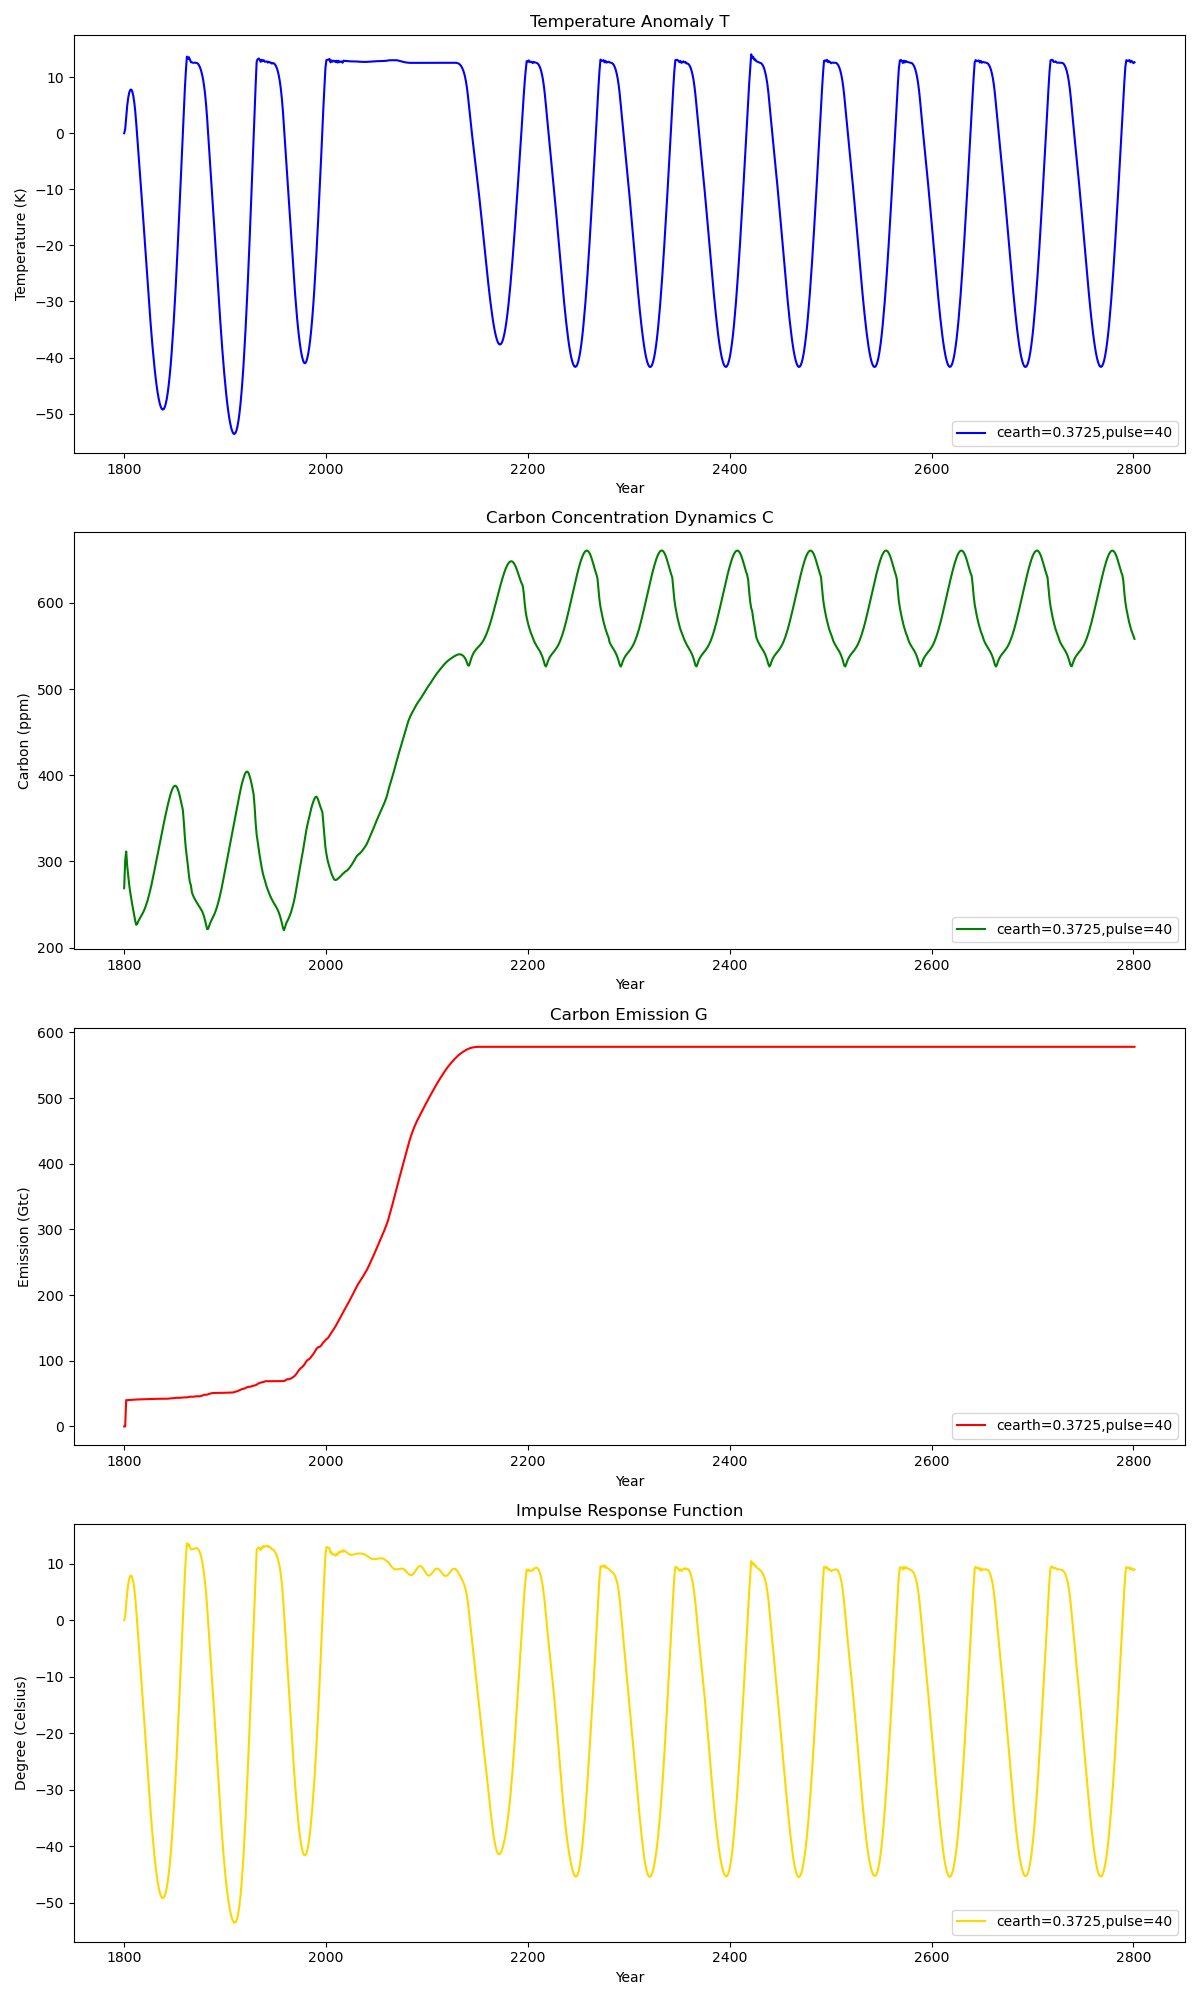 Temperature Anomaly T
10
0
−10
−20
−30
−40
−50
Temperature (K)
cearth=0.3725,pulse=40
1800 2000 2200 2400 2600 2800
Year
Carbon Concentration Dynamics C
600
500
400
300
200
Carbon (ppm)
cearth=0.3725,pulse=40
1800 2000 2200 2400 2600 2800
Year
Carbon Emission G
600
500
400
300
200
100
0
Emission (Gtc)
cearth=0.3725,pulse=40
1800 2000 2200 2400 2600 2800
Year
Impulse Response Function
10
0
−10
−20
−30
−40
−50
Degree (Celsius)
cearth=0.3725,pulse=40
1800 2000 2200 2400 2600 2800
Year